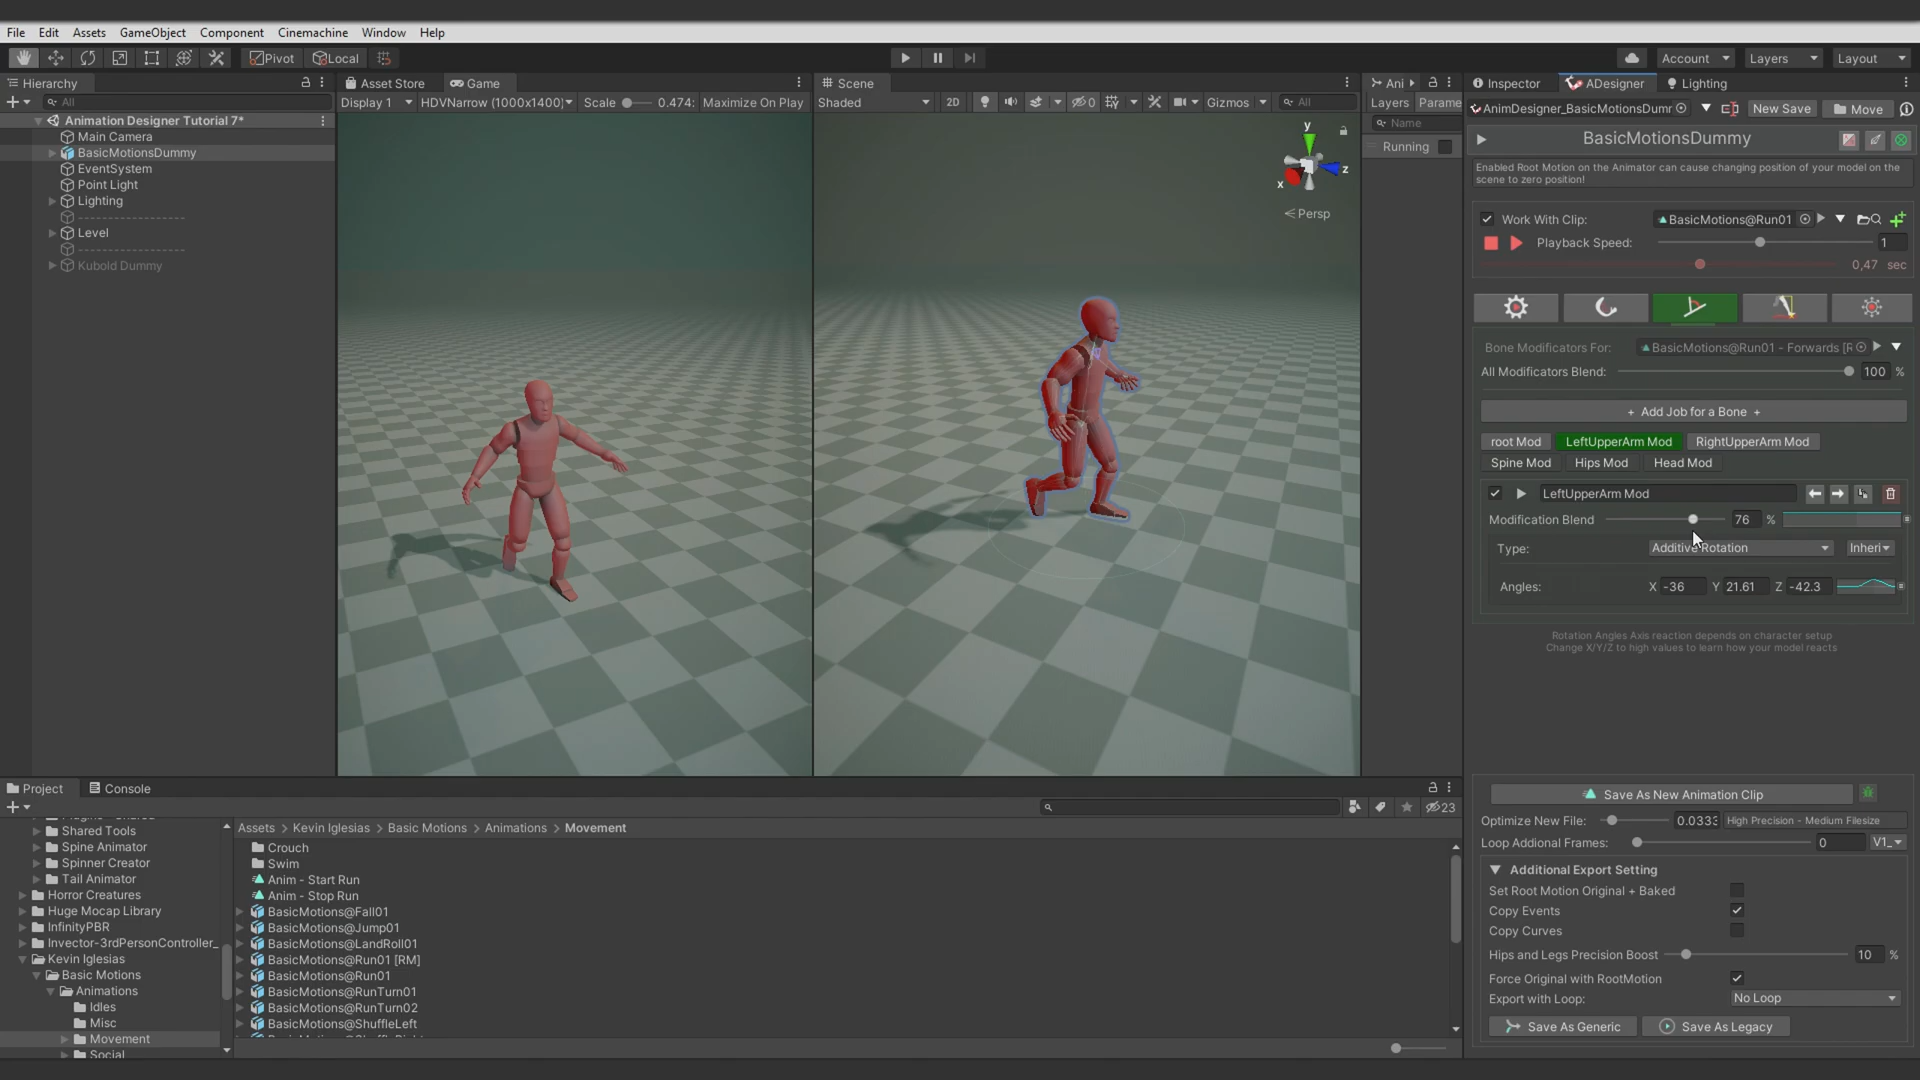 File Edit Assets GameObject Component Cinemachine Window Help
Pivot Local Account Layers Layout
Hierarchy Asset Store Game Scene Ani Inspector ADesigner Lighting
All Display 1 HDVNarrow (1000x1400) Scale 0.474; Maximize On Play Shaded 2D 0 Gizmos All Layers Parame AnimDesigner_BasicMotionsDumm New Save Move
Animation Designer Tutorial 7*
Main Camera
BasicMotionsDummy
EventSystem
Point Light
Lighting
-----------------
Level
-----------------
Kubold Dummy
y
z
x
Persp
Name
Running
BasicMotionsDummy
Enabled Root Motion on the Animator can cause changing position of your model on the
scene to zero position!
Work With Clip: BasicMotions@Run01
Playback Speed: 1
0,47 sec
Bone Modificators For: BasicMotions@Run01 - Forwards [R
All Modificators Blend: 100 %
+ Add Job for a Bone +
root Mod LeftUpperArm Mod RightUpperArm Mod
Spine Mod Hips Mod Head Mod
LeftUpperArm Mod
Modification Blend 76 %
Type: Additive Rotation Inheri
Angles: X -36 Y 21.61 Z -42.3
Rotation Angles Axis reaction depends on character setup
Change X/Y/Z to high values to learn how your model reacts
Project Console
23
Shared Tools
Spine Animator
Spinner Creator
Tail Animator
Horror Creatures
Huge Mocap Library
InfinityPBR
Invector-3rdPersonController_
Kevin Iglesias
Basic Motions
Animations
Idles
Misc
Movement
Social
Assets > Kevin Iglesias > Basic Motions > Animations > Movement
Crouch
Swim
Anim - Start Run
Anim - Stop Run
BasicMotions@Fall01
BasicMotions@Jump01
BasicMotions@LandRoll01
BasicMotions@Run01 [RM]
BasicMotions@Run01
BasicMotions@RunTurn01
BasicMotions@RunTurn02
BasicMotions@ShuffleLeft
Save As New Animation Clip
Optimize New File: 0.0333 High Precision - Medium Filesize
Loop Addional Frames: 0 V1_
Additional Export Setting
Set Root Motion Original + Baked
Copy Events
Copy Curves
Hips and Legs Precision Boost 10 %
Force Original with RootMotion
Export with Loop: No Loop
Save As Generic Save As Legacy